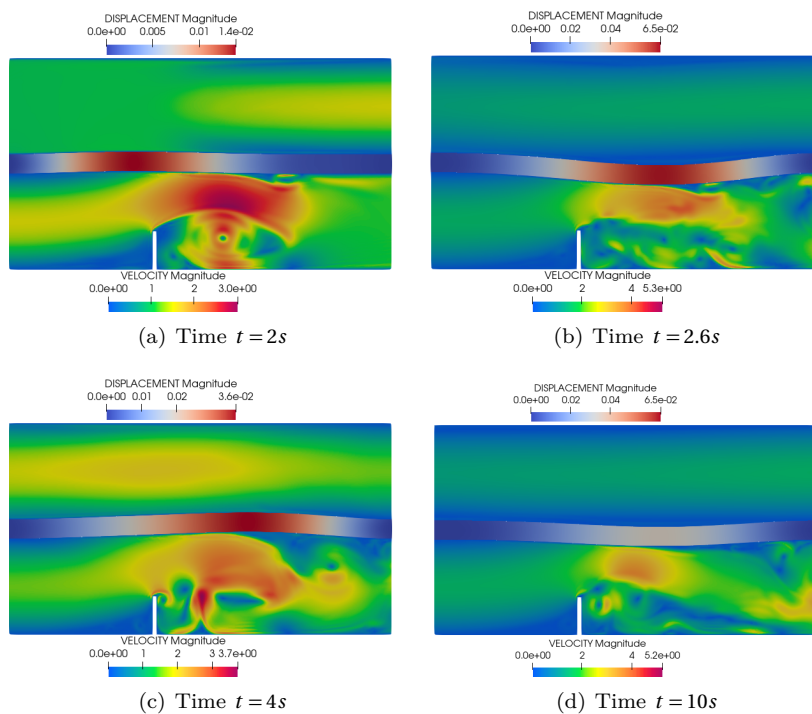 DISPLACEMENT Magnitude
0.0e+00 0.005 0.01 1.4e-02
VELOCITY Magnitude
0.0e+00 1 2 3.0e+00
(a) Time t=2s
DISPLACEMENT Magnitude
0.0e+00 0.02 0.04 6.5e-02
VELOCITY Magnitude
0.0e+00 2 4 5.3e+00
(b) Time t=2.6s
DISPLACEMENT Magnitude
0.0e+00 0.01 0.02 3.6e-02
VELOCITY Magnitude
0.0e+00 1 2 3 3.7e+00
(c) Time t=4s
DISPLACEMENT Magnitude
0.0e+00 0.02 0.04 6.5e-02
VELOCITY Magnitude
0.0e+00 2 4 5.2e+00
(d) Time t=10s